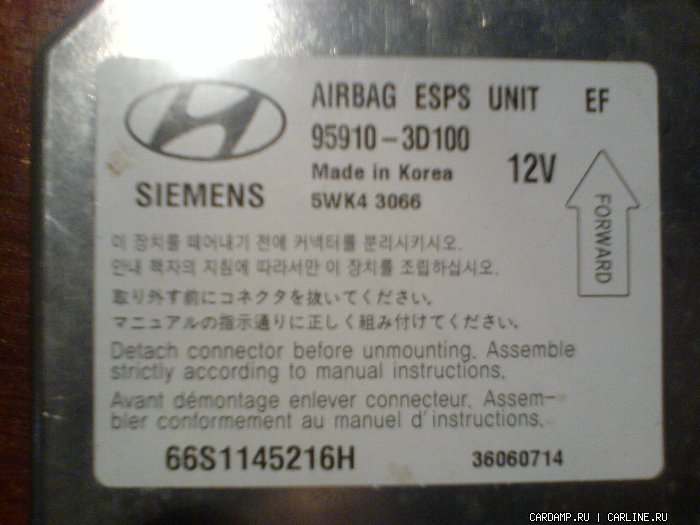 AIRBAG ESPS UNIT EF
95910-3D100
Made in Korea 12V
SIEMENS 5WK4 3066
FORWARD
이 장치를 떼어내기 전에 커넥터를 분리시키시오.
안내 책자의 지침에 따라서만 이 장치를 조립하십시오.
取り外す前にコネクタを抜いてください。
マニュアルの指示通りに正しく組み付けてください。
Detach connector before unmounting. Assemble
strictly according to manual instructions.
Avant démontage enlever connecteur. Assem-
bler conformement au manuel d'instructions.
66S1145216H 36060714
CARDAMP.RU | CARLINE.RU